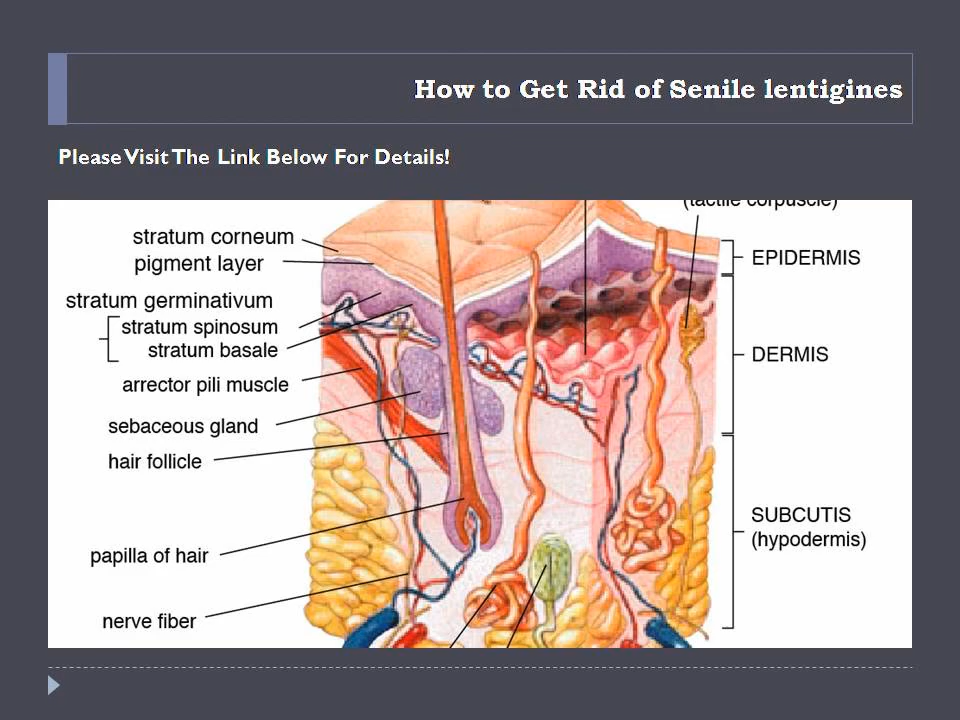 How to Get Rid of Senile lentigines
Please Visit The Link Below For Details!
(tactile corpuscle)
stratum corneum
pigment layer
stratum germinativum
stratum spinosum
stratum basale
arrector pili muscle
sebaceous gland
hair follicle
papilla of hair
nerve fiber
EPIDERMIS
DERMIS
SUBCUTIS
(hypodermis)